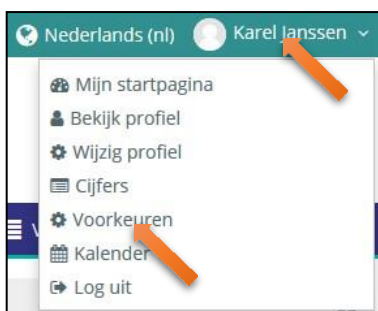 Nederlands (nl) Karel Janssen
Mijn startpagina
Bekijk profiel
Wijzig profiel
Cijfers
Voorkeuren
Kalender
Log uit